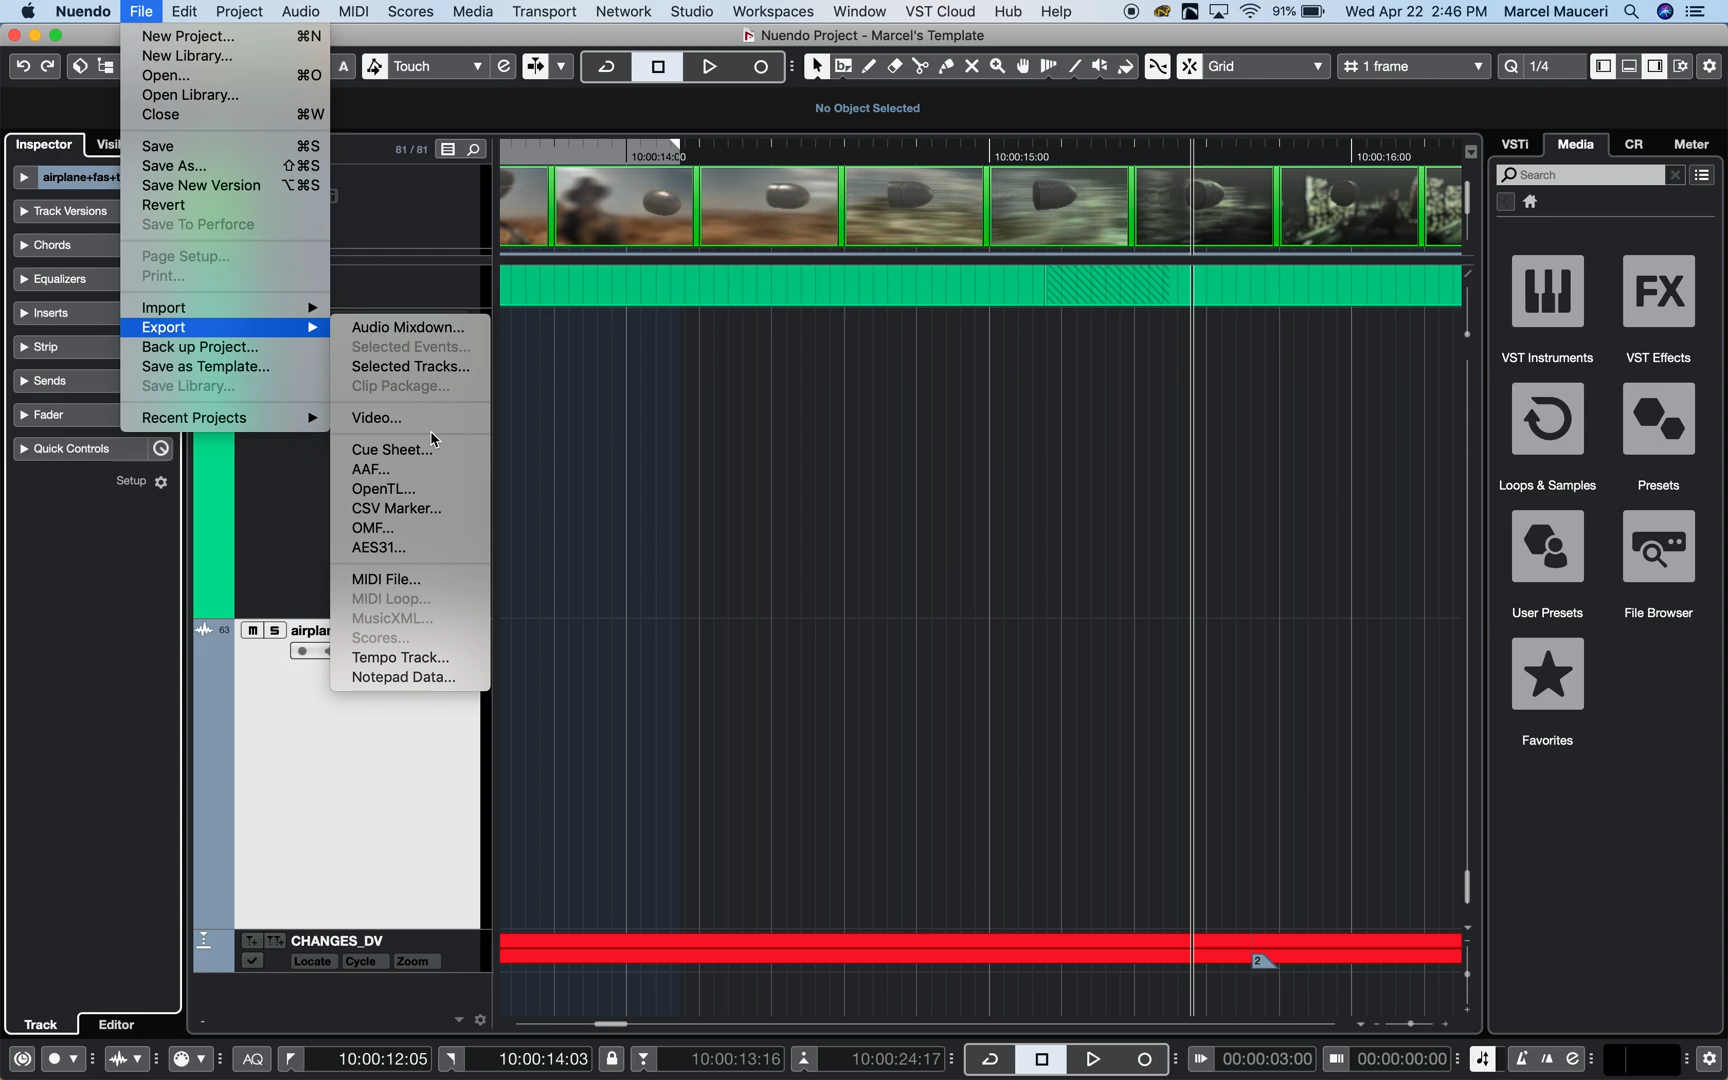 Nuendo File Edit Project Audio MIDI Scores Media Transport Network Studio Workspaces Window VST Cloud Hub Help 91% Wed Apr 22 2:46 PM Marcel Mauceri
Nuendo Project - Marcel's Template
A Touch Grid # 1 frame Q 1/4
No Object Selected
New Project... ⌘N
New Library...
Open... ⌘O
Open Library...
Close ⌘W
Save ⌘S
Save As... ⇧⌘S
Save New Version ⌥⌘S
Revert
Save To Perforce
Page Setup...
Print...
Import
Export
Back up Project...
Save as Template...
Save Library...
Recent Projects
Audio Mixdown...
Selected Events...
Selected Tracks...
Clip Package...
Video...
Cue Sheet...
AAF...
OpenTL...
CSV Marker...
OMF...
AES31...
MIDI File...
MIDI Loop...
MusicXML...
Scores...
Tempo Track...
Notepad Data...
Inspector Visi
airplane+fas+t
Track Versions
Chords
Equalizers
Inserts
Strip
Sends
Fader
Quick Controls
Setup
81 / 81
10:00:14:00 10:00:15:00 10:00:16:00
63 m S airplan
CHANGES_DV
Locate Cycle Zoom
2
Track Editor
VSTi Media CR Meter
Search
VST Instruments VST Effects
FX
Loops & Samples Presets
User Presets File Browser
Favorites
AQ 10:00:12:05 10:00:14:03 10:00:13:16 10:00:24:17 00:00:03:00 00:00:00:00